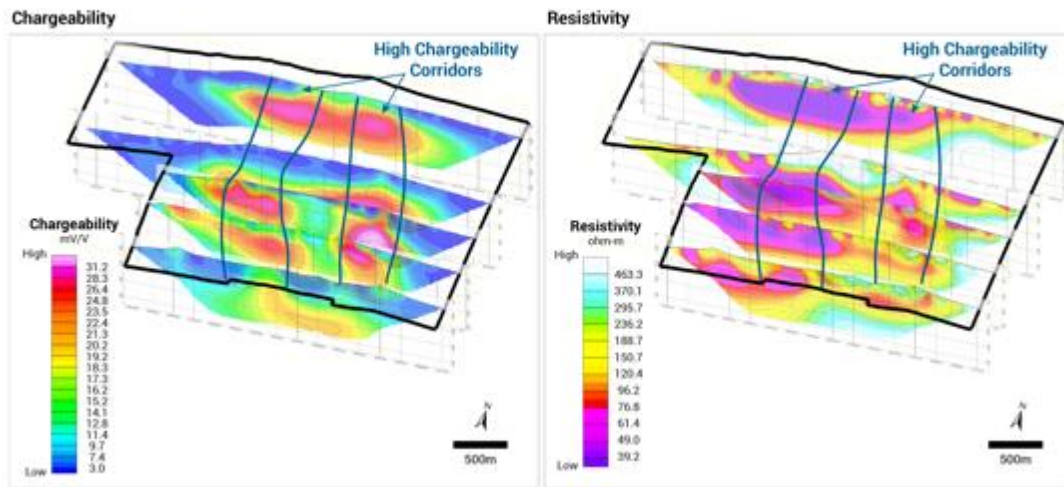 Chargeability
High Chargeability
Corridors
Chargeability
mV/V
High
31.2
28.3
26.4
24.8
23.5
22.4
21.3
20.2
19.2
18.3
17.3
16.2
15.2
14.1
12.8
11.4
9.7
7.4
3.0
Low
N
500m
Resistivity
High Chargeability
Corridors
Resistivity
ohm-m
High
463.3
370.1
295.7
236.2
188.7
150.7
120.4
96.2
76.8
61.4
49.0
39.2
Low
N
500m